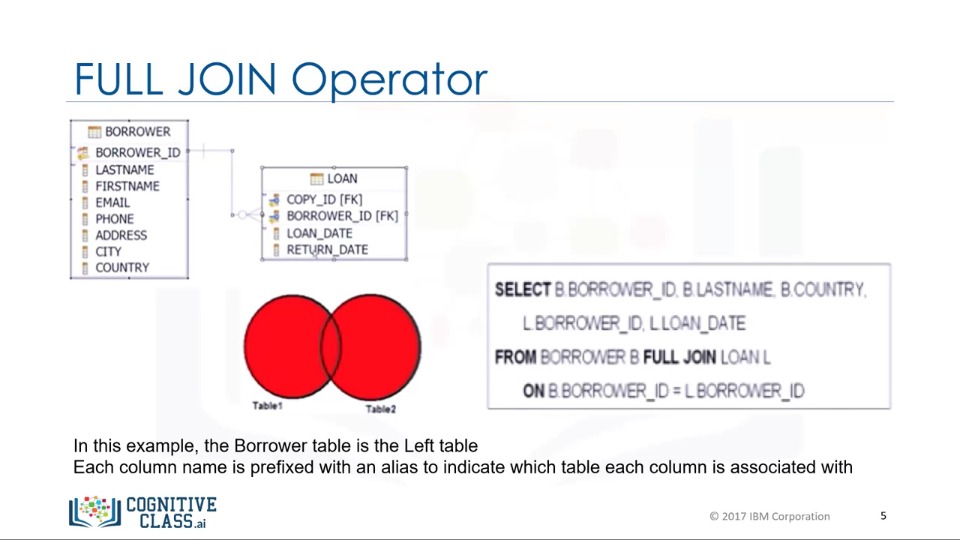 FULL JOIN Operator
BORROWER
BORROWER_ID
LASTNAME
FIRSTNAME
EMAIL
PHONE
ADDRESS
CITY
COUNTRY
LOAN
COPY_ID [FK]
BORROWER_ID [FK]
LOAN_DATE
RETURN_DATE
Table1
Table2
SELECT B.BORROWER_ID, B.LASTNAME, B.COUNTRY,
L.BORROWER_ID, L.LOAN_DATE
FROM BORROWER B FULL JOIN LOAN L
ON B.BORROWER_ID = L.BORROWER_ID
In this example, the Borrower table is the Left table
Each column name is prefixed with an alias to indicate which table each column is associated with
COGNITIVE
CLASS.ai
© 2017 IBM Corporation
5